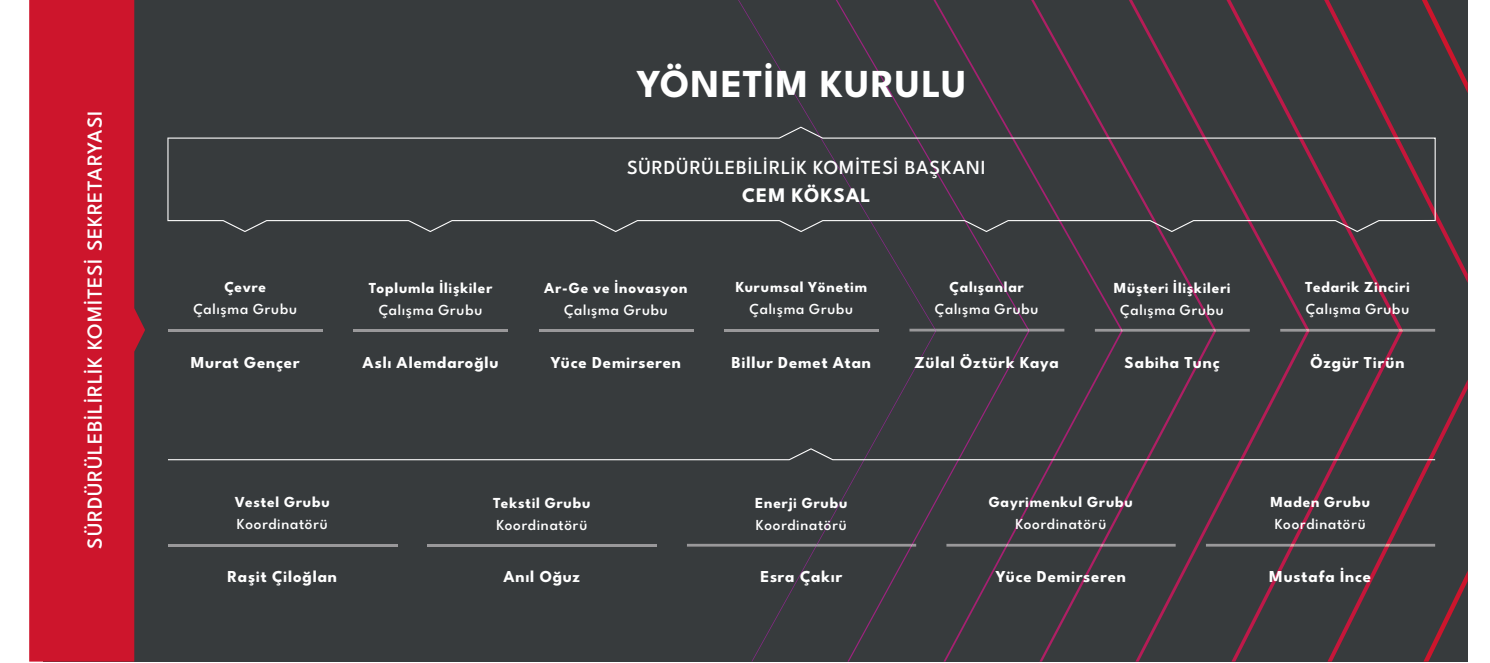 SÜRDÜRÜLEBİLİRLİK KOMİTESİ SEKRETARYASI
YÖNETİM KURULU
SÜRDÜRÜLEBİLİRLİK KOMİTESİ BAŞKANI
CEM KÖKSAL
Çevre
Çalışma Grubu
Murat Gençer
Toplumla İlişkiler
Çalışma Grubu
Aslı Alemdaroğlu
Ar-Ge ve İnovasyon
Çalışma Grubu
Yüce Demirseren
Kurumsal Yönetim
Çalışma Grubu
Billur Demet Atan
Çalışanlar
Çalışma Grubu
Zülal Öztürk Kaya
Müşteri İlişkileri
Çalışma Grubu
Sabiha Tunç
Tedarik Zinciri
Çalışma Grubu
Özgür Tirün
Vestel Grubu
Koordinatörü
Raşit Çiloğlan
Tekstil Grubu
Koordinatörü
Anıl Oğuz
Enerji Grubu
Koordinatörü
Esra Çakır
Gayrimenkul Grubu
Koordinatörü
Yüce Demirseren
Maden Grubu
Koordinatörü
Mustafa İnce